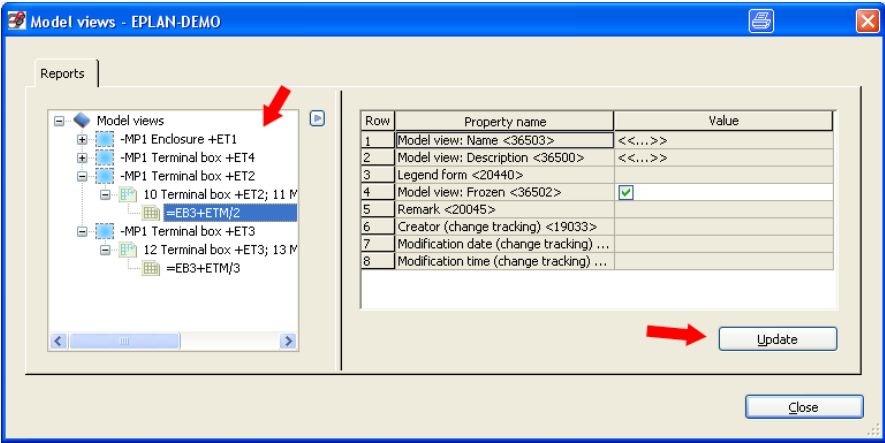 Model views - EPLAN-DEMO
Reports
Model views
-MP1 Enclosure +ET1
-MP1 Terminal box +ET4
-MP1 Terminal box +ET2
10 Terminal box +ET2; 11 M
=EB3+ETM/2
-MP1 Terminal box +ET3
12 Terminal box +ET3; 13 M
=EB3+ETM/3
Row Property name Value
1 Model view: Name <36503> <<...>>
2 Model view: Description <36500> <<...>>
3 Legend form <20440>
4 Model view: Frozen <36502>
5 Remark <20045>
6 Creator (change tracking) <19033>
7 Modification date (change tracking) ...
8 Modification time (change tracking) ...
Update
Close